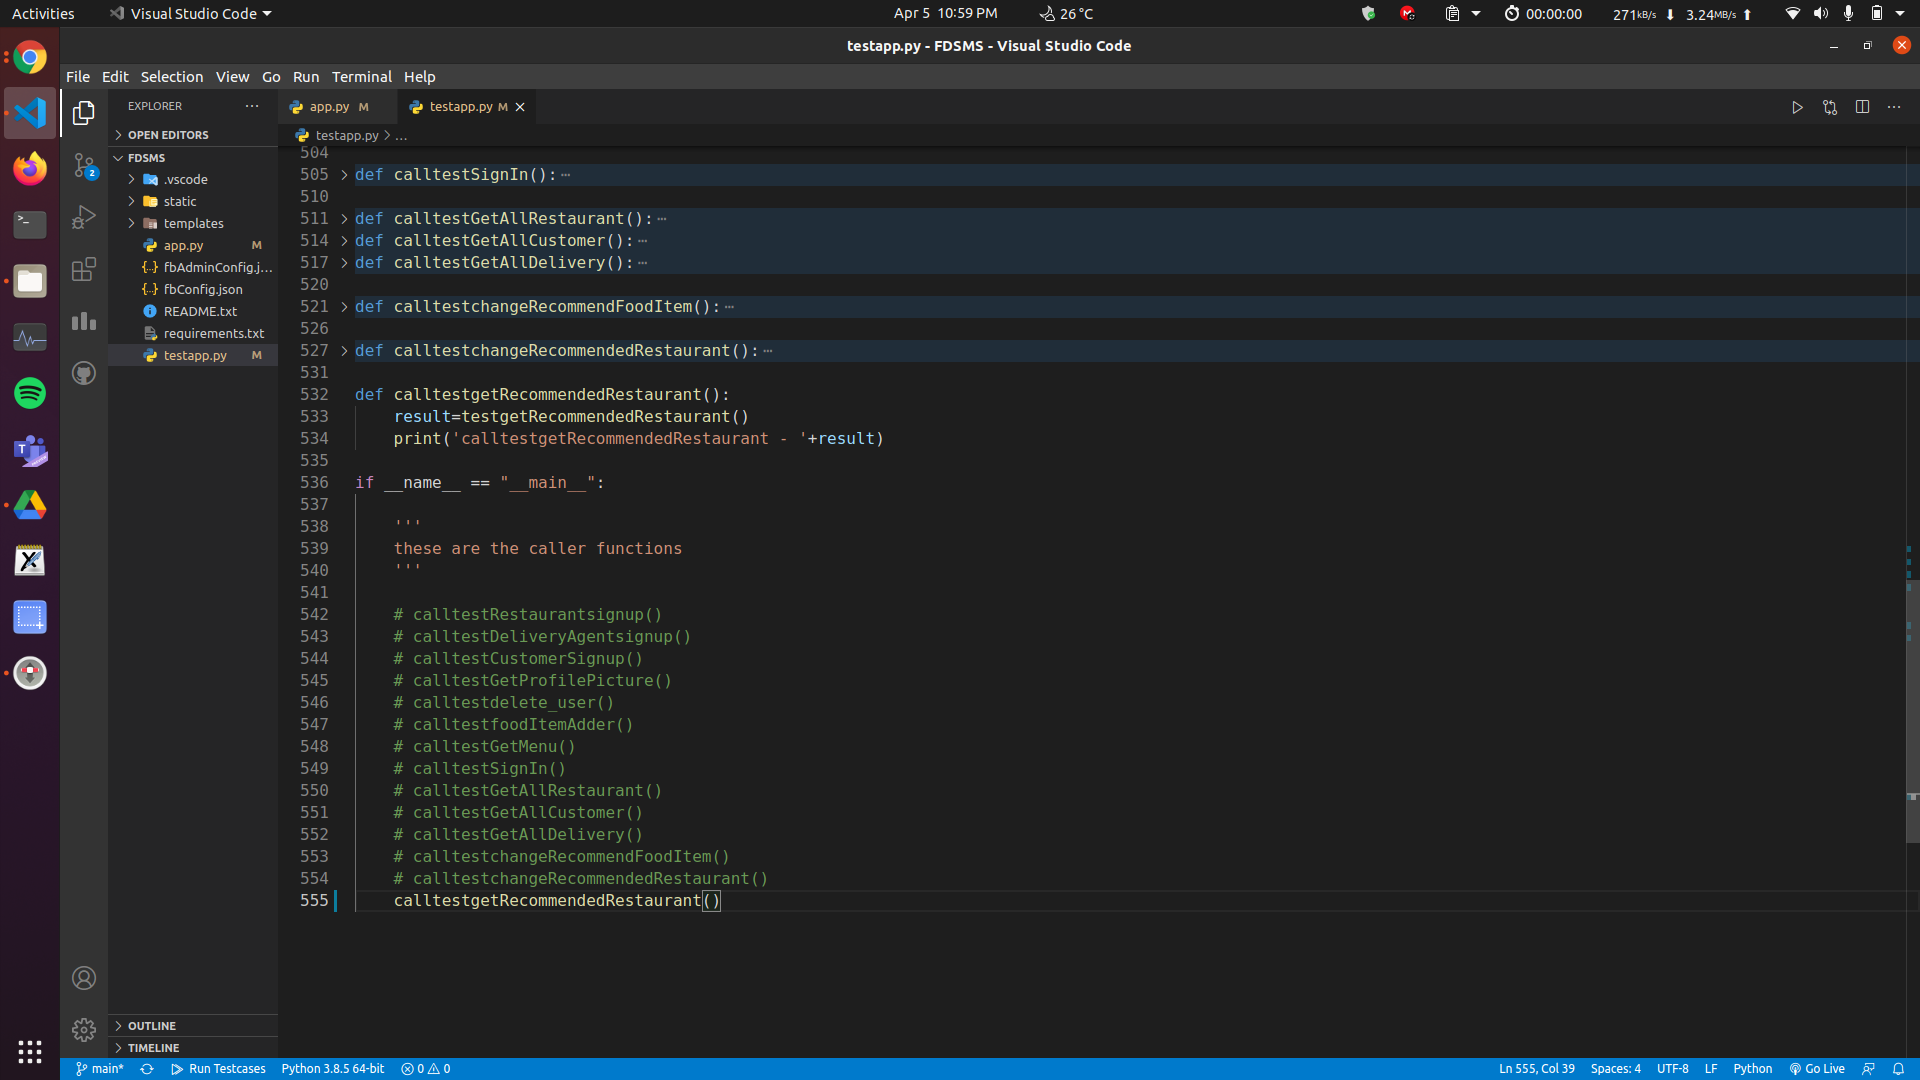 Activities
Visual Studio Code
Apr 5 10:59 PM
26 °C
00:00:00
271kB/s
3.24MB/s
testapp.py - FDSMS - Visual Studio Code
File Edit Selection View Go Run Terminal Help
EXPLORER
app.py M
testapp.py M
OPEN EDITORS
testapp.py > ...
FDSMS
.vscode
static
templates
app.py M
fbAdminConfig.j...
fbConfig.json
README.txt
requirements.txt
testapp.py M
OUTLINE
TIMELINE
2
504
505 def calltestSignIn():
510
511 def calltestGetAllRestaurant():
514 def calltestGetAllCustomer():
517 def calltestGetAllDelivery():
520
521 def calltestchangeRecommendFoodItem():
526
527 def calltestchangeRecommendedRestaurant():
531
532 def calltestgetRecommendedRestaurant():
533 result=testgetRecommendedRestaurant()
534 print('calltestgetRecommendedRestaurant - '+result)
535
536 if __name__ == "__main__":
537
538 '''
539 these are the caller functions
540 '''
541
542 # calltestRestaurantsignup()
543 # calltestDeliveryAgentsignup()
544 # calltestCustomerSignup()
545 # calltestGetProfilePicture()
546 # calltestdelete_user()
547 # calltestfoodItemAdder()
548 # calltestGetMenu()
549 # calltestSignIn()
550 # calltestGetAllRestaurant()
551 # calltestGetAllCustomer()
552 # calltestGetAllDelivery()
553 # calltestchangeRecommendFoodItem()
554 # calltestchangeRecommendedRestaurant()
555 calltestgetRecommendedRestaurant()
main*
Run Testcases
Python 3.8.5 64-bit
0 0
Ln 555, Col 39
Spaces: 4
UTF-8
LF
Python
Go Live